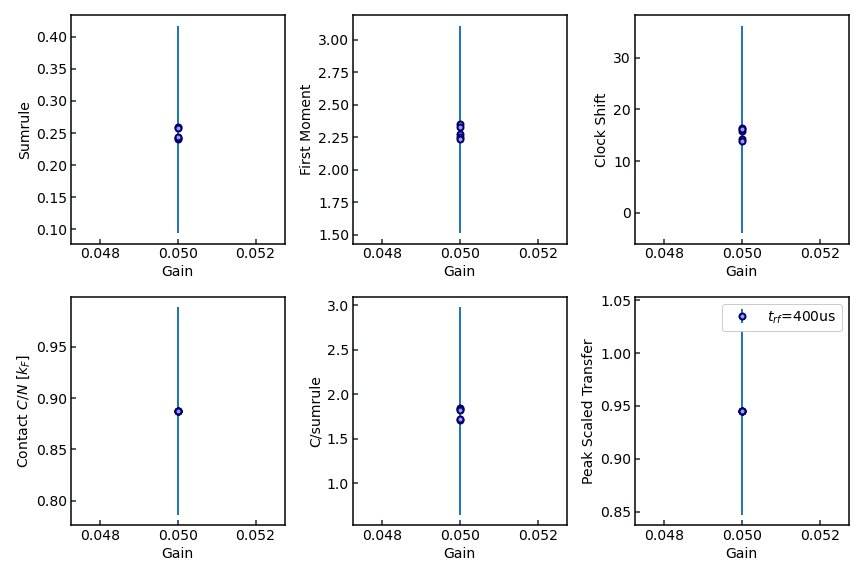 Sumrule
0.40
0.35
0.30
0.25
0.20
0.15
0.10
0.048 0.050 0.052
Gain
First Moment
3.00
2.75
2.50
2.25
2.00
1.75
1.50
0.048 0.050 0.052
Gain
Clock Shift
30
20
10
0
0.048 0.050 0.052
Gain
Contact C/N [k_F]
0.95
0.90
0.85
0.80
0.048 0.050 0.052
Gain
C/sumrule
3.0
2.5
2.0
1.5
1.0
0.048 0.050 0.052
Gain
Peak Scaled Transfer
1.05
1.00
0.95
0.90
0.85
t_rf=400us
0.048 0.050 0.052
Gain